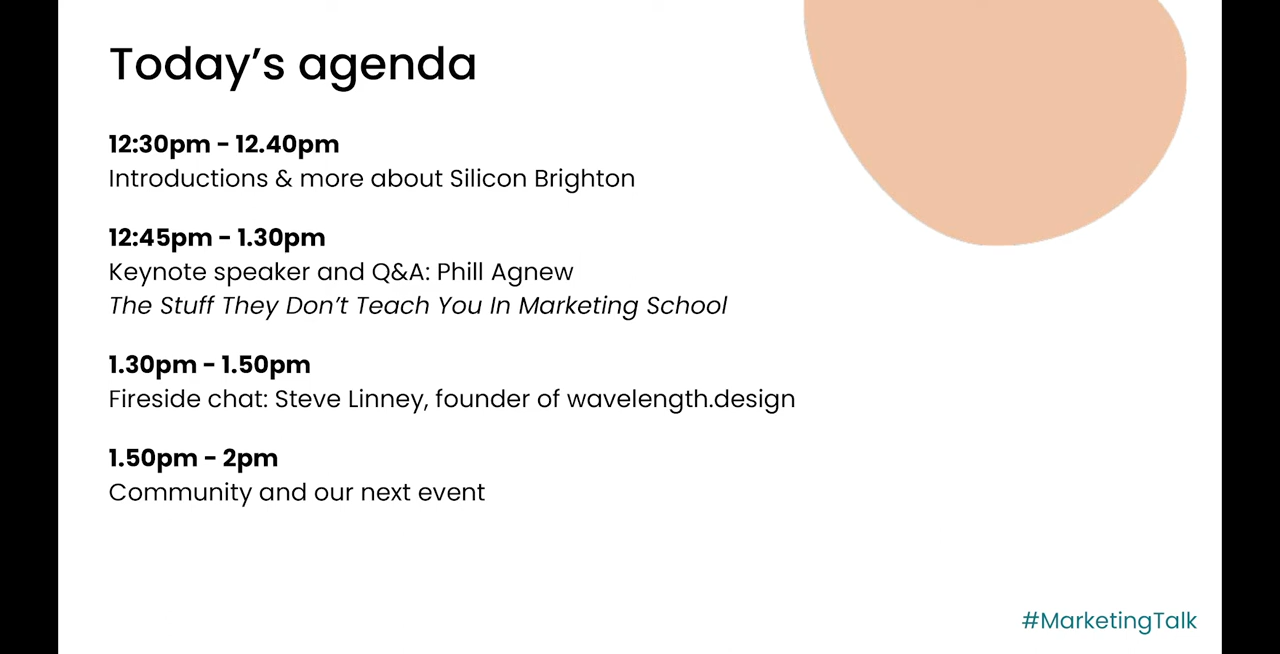 Today’s agenda
12:30pm - 12.40pm
Introductions & more about Silicon Brighton
12:45pm - 1.30pm
Keynote speaker and Q&A: Phill Agnew
The Stuff They Don’t Teach You In Marketing School
1.30pm - 1.50pm
Fireside chat: Steve Linney, founder of wavelength.design
1.50pm - 2pm
Community and our next event
#MarketingTalk